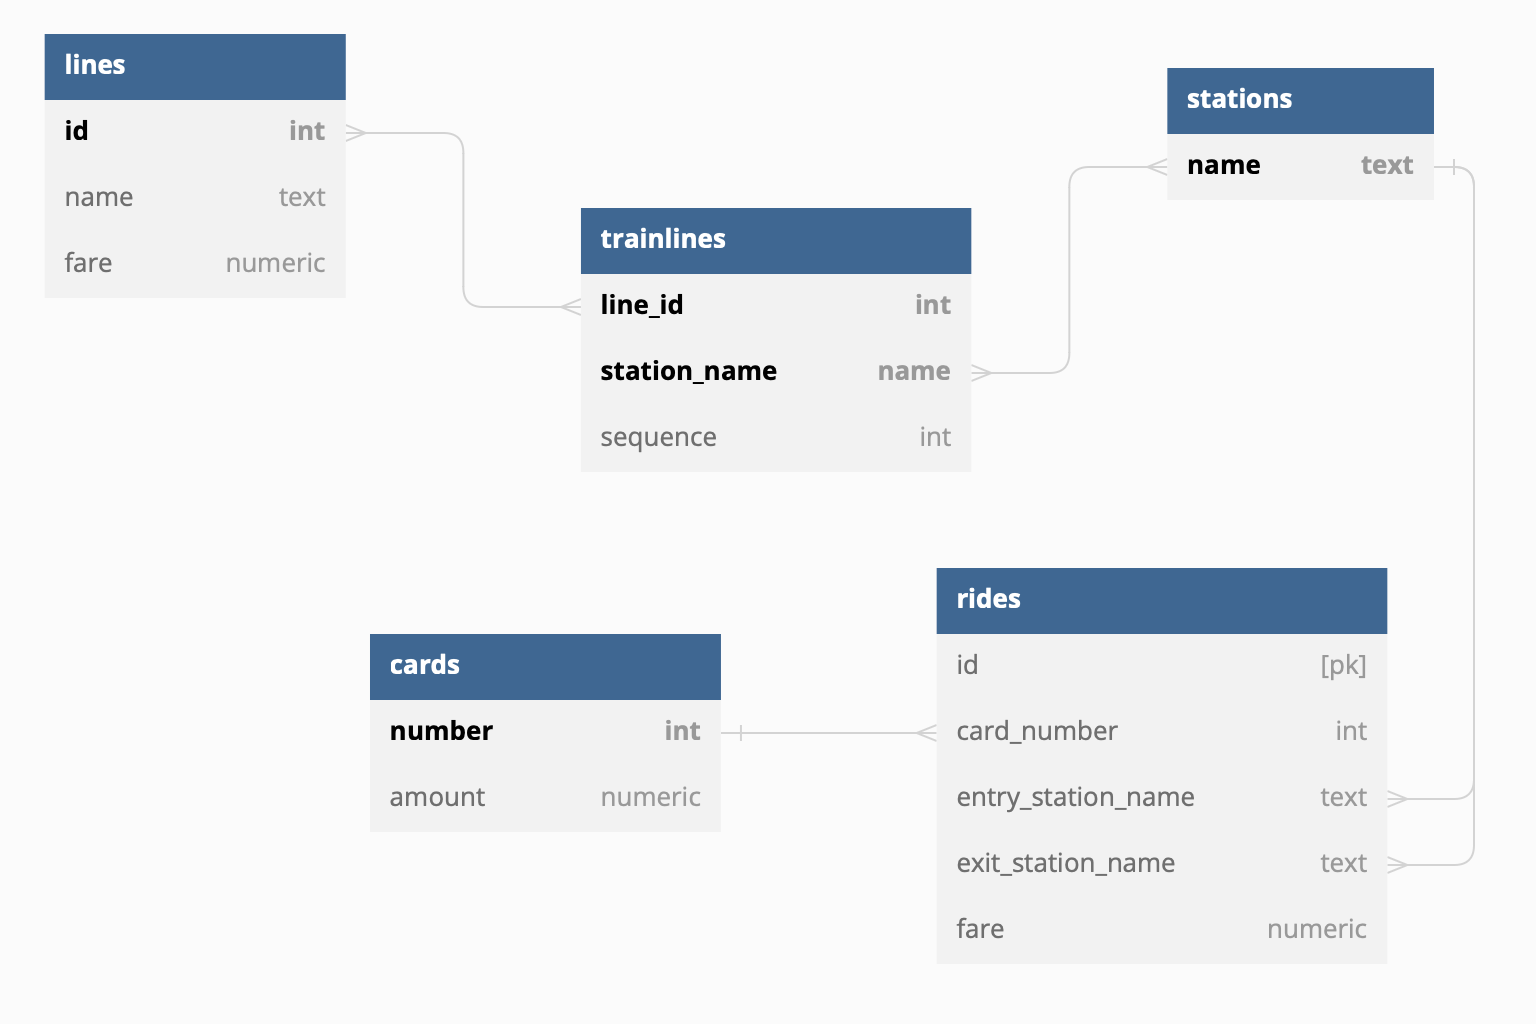 lines
id int
name text
fare numeric
stations
name text
trainlines
line_id int
station_name name
sequence int
rides
id [pk]
card_number int
entry_station_name text
exit_station_name text
fare numeric
cards
number int
amount numeric